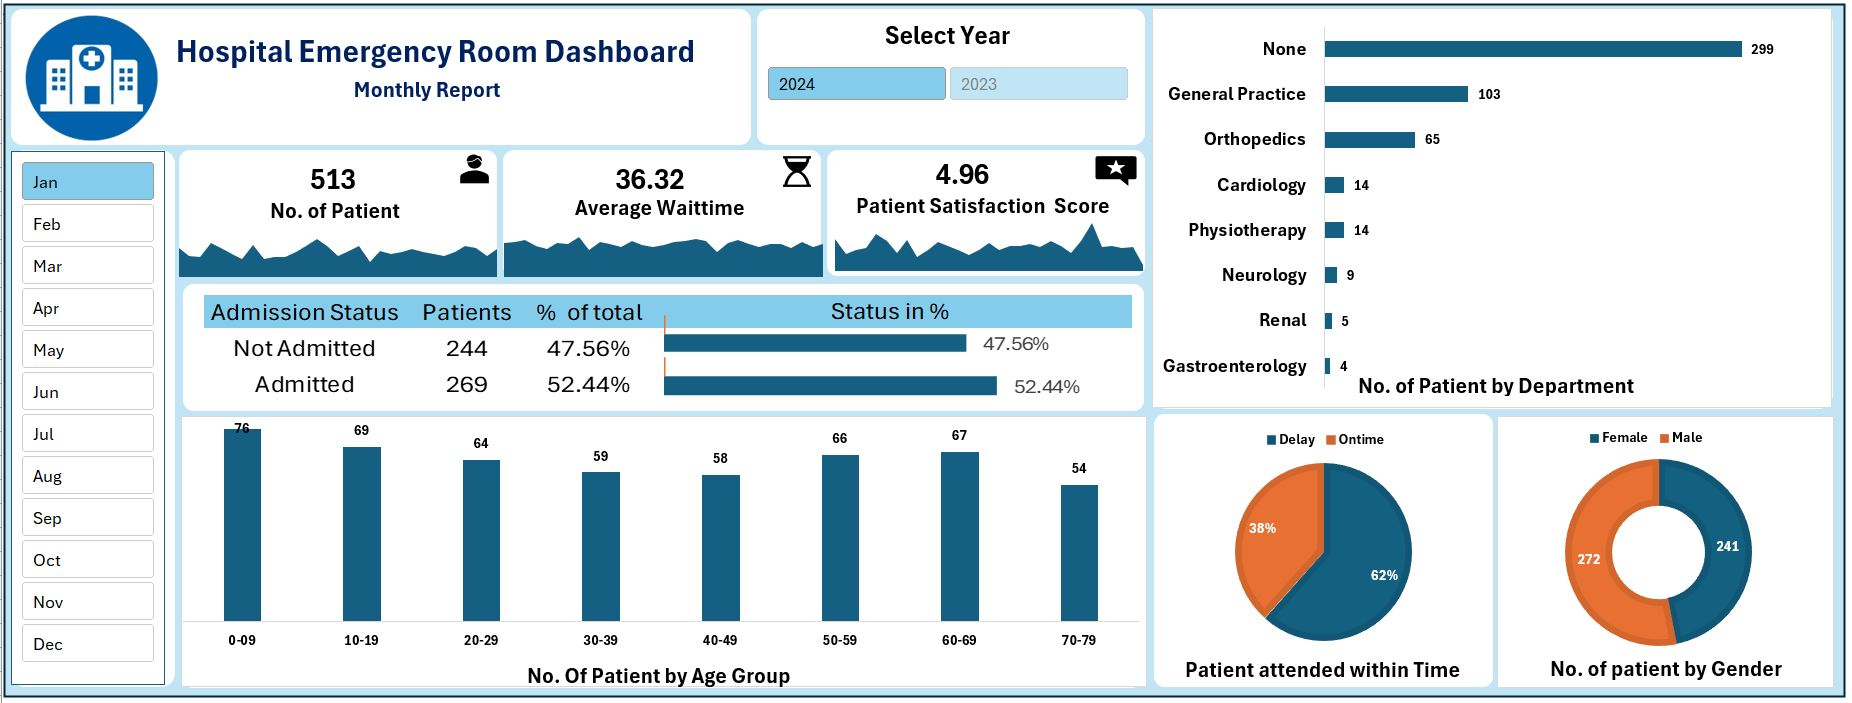 Hospital Emergency Room Dashboard
Monthly Report
Select Year
2024
2023
Jan
Feb
Mar
Apr
May
Jun
Jul
Aug
Sep
Oct
Nov
Dec
513
No. of Patient
36.32
Average Waittime
4.96
Patient Satisfaction Score
Admission Status Patients % of total Status in %
Not Admitted 244 47.56% 47.56%
Admitted 269 52.44% 52.44%
None 299
General Practice 103
Orthopedics 65
Cardiology 14
Physiotherapy 14
Neurology 9
Renal 5
Gastroenterology 4
No. of Patient by Department
76 69 64 59 58 66 67 54
0-09 10-19 20-29 30-39 40-49 50-59 60-69 70-79
No. Of Patient by Age Group
Delay Ontime
38%
62%
Patient attended within Time
Female Male
272 241
No. of patient by Gender